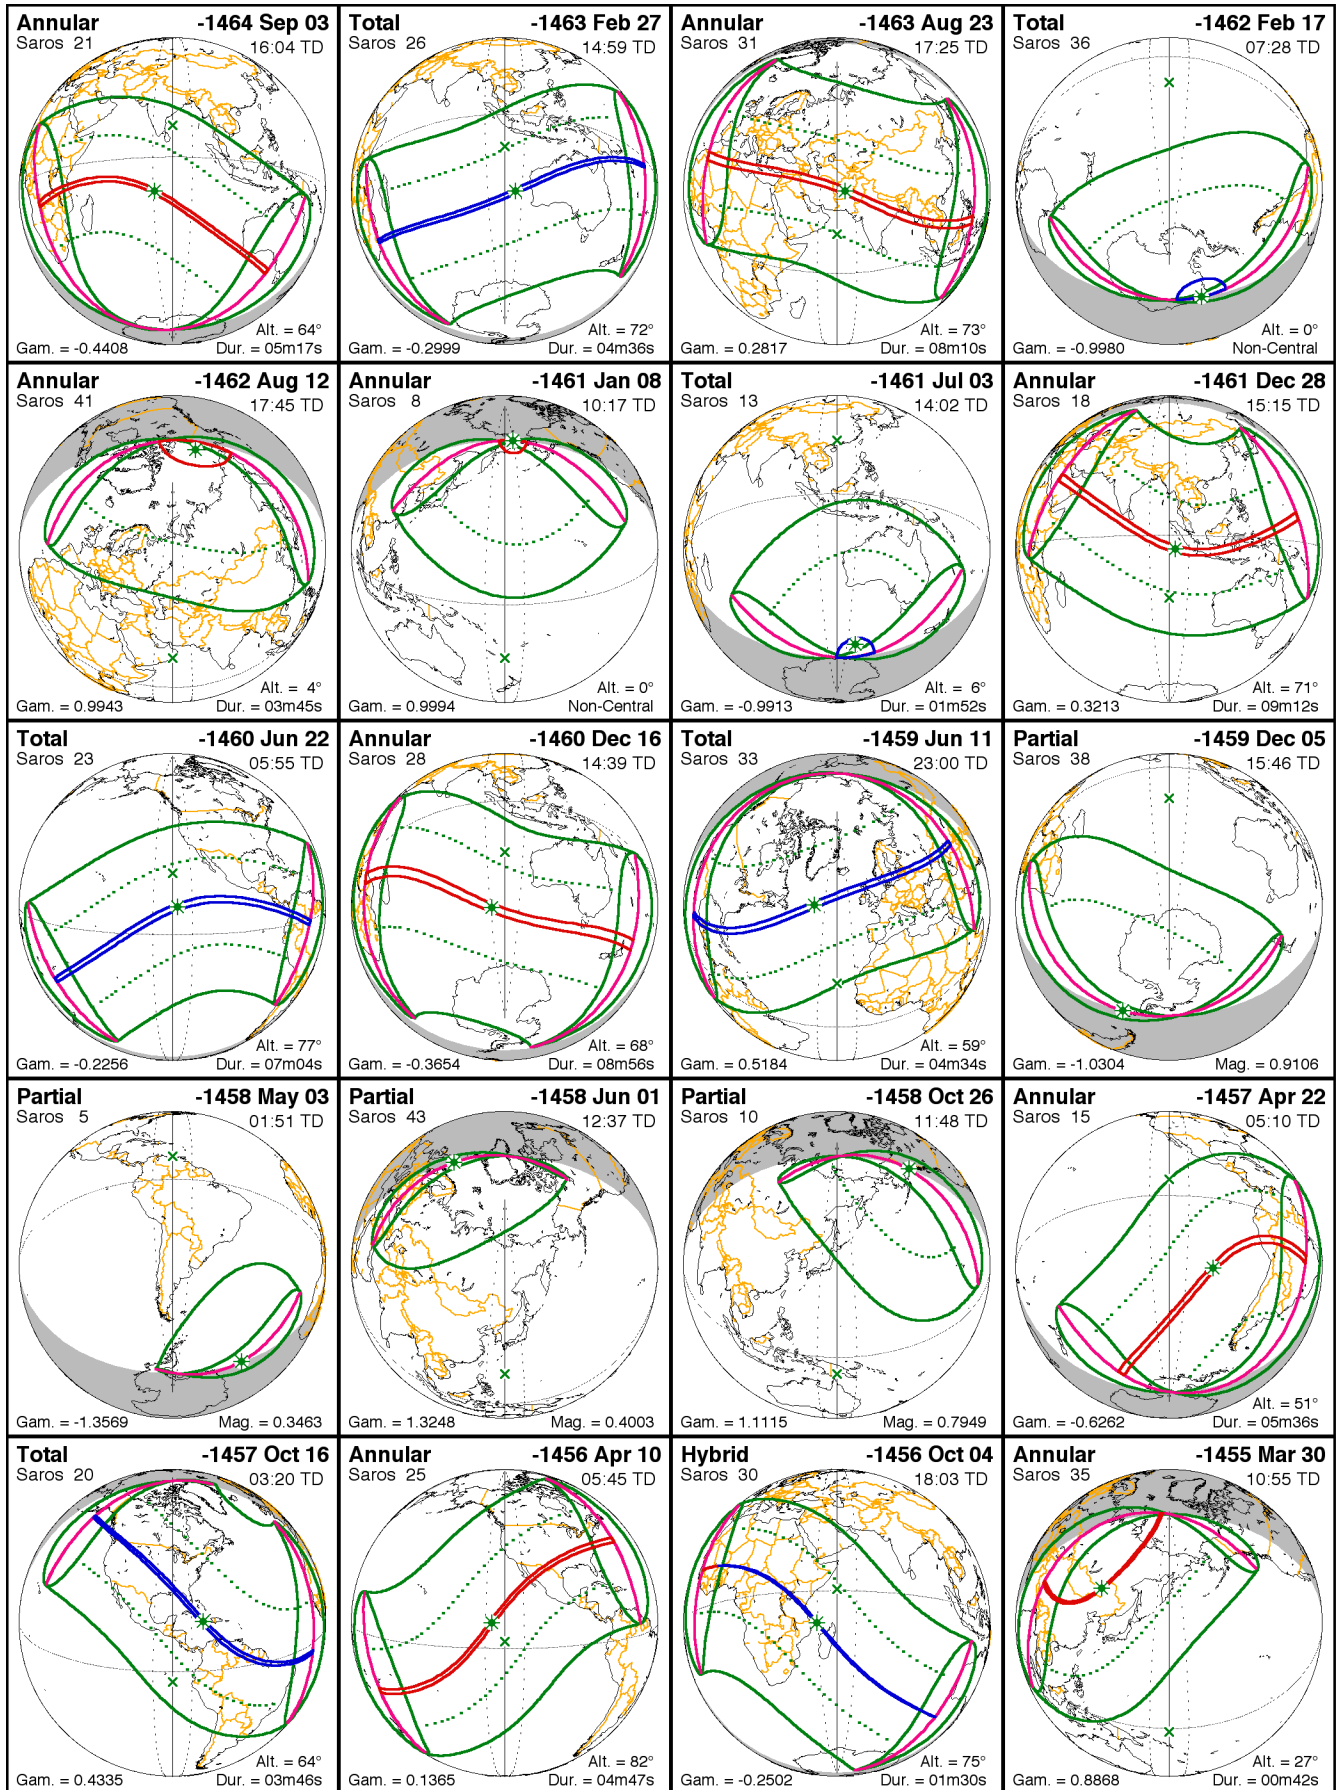 Annular -1464 Sep 03
Saros 21 16:04 TD
Alt. = 64°
Gam. = -0.4408 Dur. = 05m17s
Total -1463 Feb 27
Saros 26 14:59 TD
Alt. = 72°
Gam. = -0.2999 Dur. = 04m36s
Annular -1463 Aug 23
Saros 31 17:25 TD
Alt. = 73°
Gam. = 0.2817 Dur. = 08m10s
Total -1462 Feb 17
Saros 36 07:28 TD
Alt. = 0°
Gam. = -0.9980 Non-Central
Annular -1462 Aug 12
Saros 41 17:45 TD
Alt. = 4°
Gam. = 0.9943 Dur. = 03m45s
Annular -1461 Jan 08
Saros 8 10:17 TD
Alt. = 0°
Gam. = 0.9994 Non-Central
Total -1461 Jul 03
Saros 13 14:02 TD
Alt. = 6°
Gam. = -0.9913 Dur. = 01m52s
Annular -1461 Dec 28
Saros 18 15:15 TD
Alt. = 71°
Gam. = 0.3213 Dur. = 09m12s
Total -1460 Jun 22
Saros 23 05:55 TD
Alt. = 77°
Gam. = -0.2256 Dur. = 07m04s
Annular -1460 Dec 16
Saros 28 14:39 TD
Alt. = 68°
Gam. = -0.3654 Dur. = 08m56s
Total -1459 Jun 11
Saros 33 23:00 TD
Alt. = 59°
Gam. = 0.5184 Dur. = 04m34s
Partial -1459 Dec 05
Saros 38 15:46 TD
Gam. = -1.0304 Mag. = 0.9106
Partial -1458 May 03
Saros 5 01:51 TD
Gam. = -1.3569 Mag. = 0.3463
Partial -1458 Jun 01
Saros 43 12:37 TD
Gam. = 1.3248 Mag. = 0.4003
Partial -1458 Oct 26
Saros 10 11:48 TD
Gam. = 1.1115 Mag. = 0.7949
Annular -1457 Apr 22
Saros 15 05:10 TD
Alt. = 51°
Gam. = -0.6262 Dur. = 05m36s
Total -1457 Oct 16
Saros 20 03:20 TD
Alt. = 64°
Gam. = 0.4335 Dur. = 03m46s
Annular -1456 Apr 10
Saros 25 05:45 TD
Alt. = 82°
Gam. = 0.1365 Dur. = 04m47s
Hybrid -1456 Oct 04
Saros 30 18:03 TD
Alt. = 75°
Gam. = -0.2502 Dur. = 01m30s
Annular -1455 Mar 30
Saros 35 10:55 TD
Alt. = 27°
Gam. = 0.8868 Dur. = 00m42s